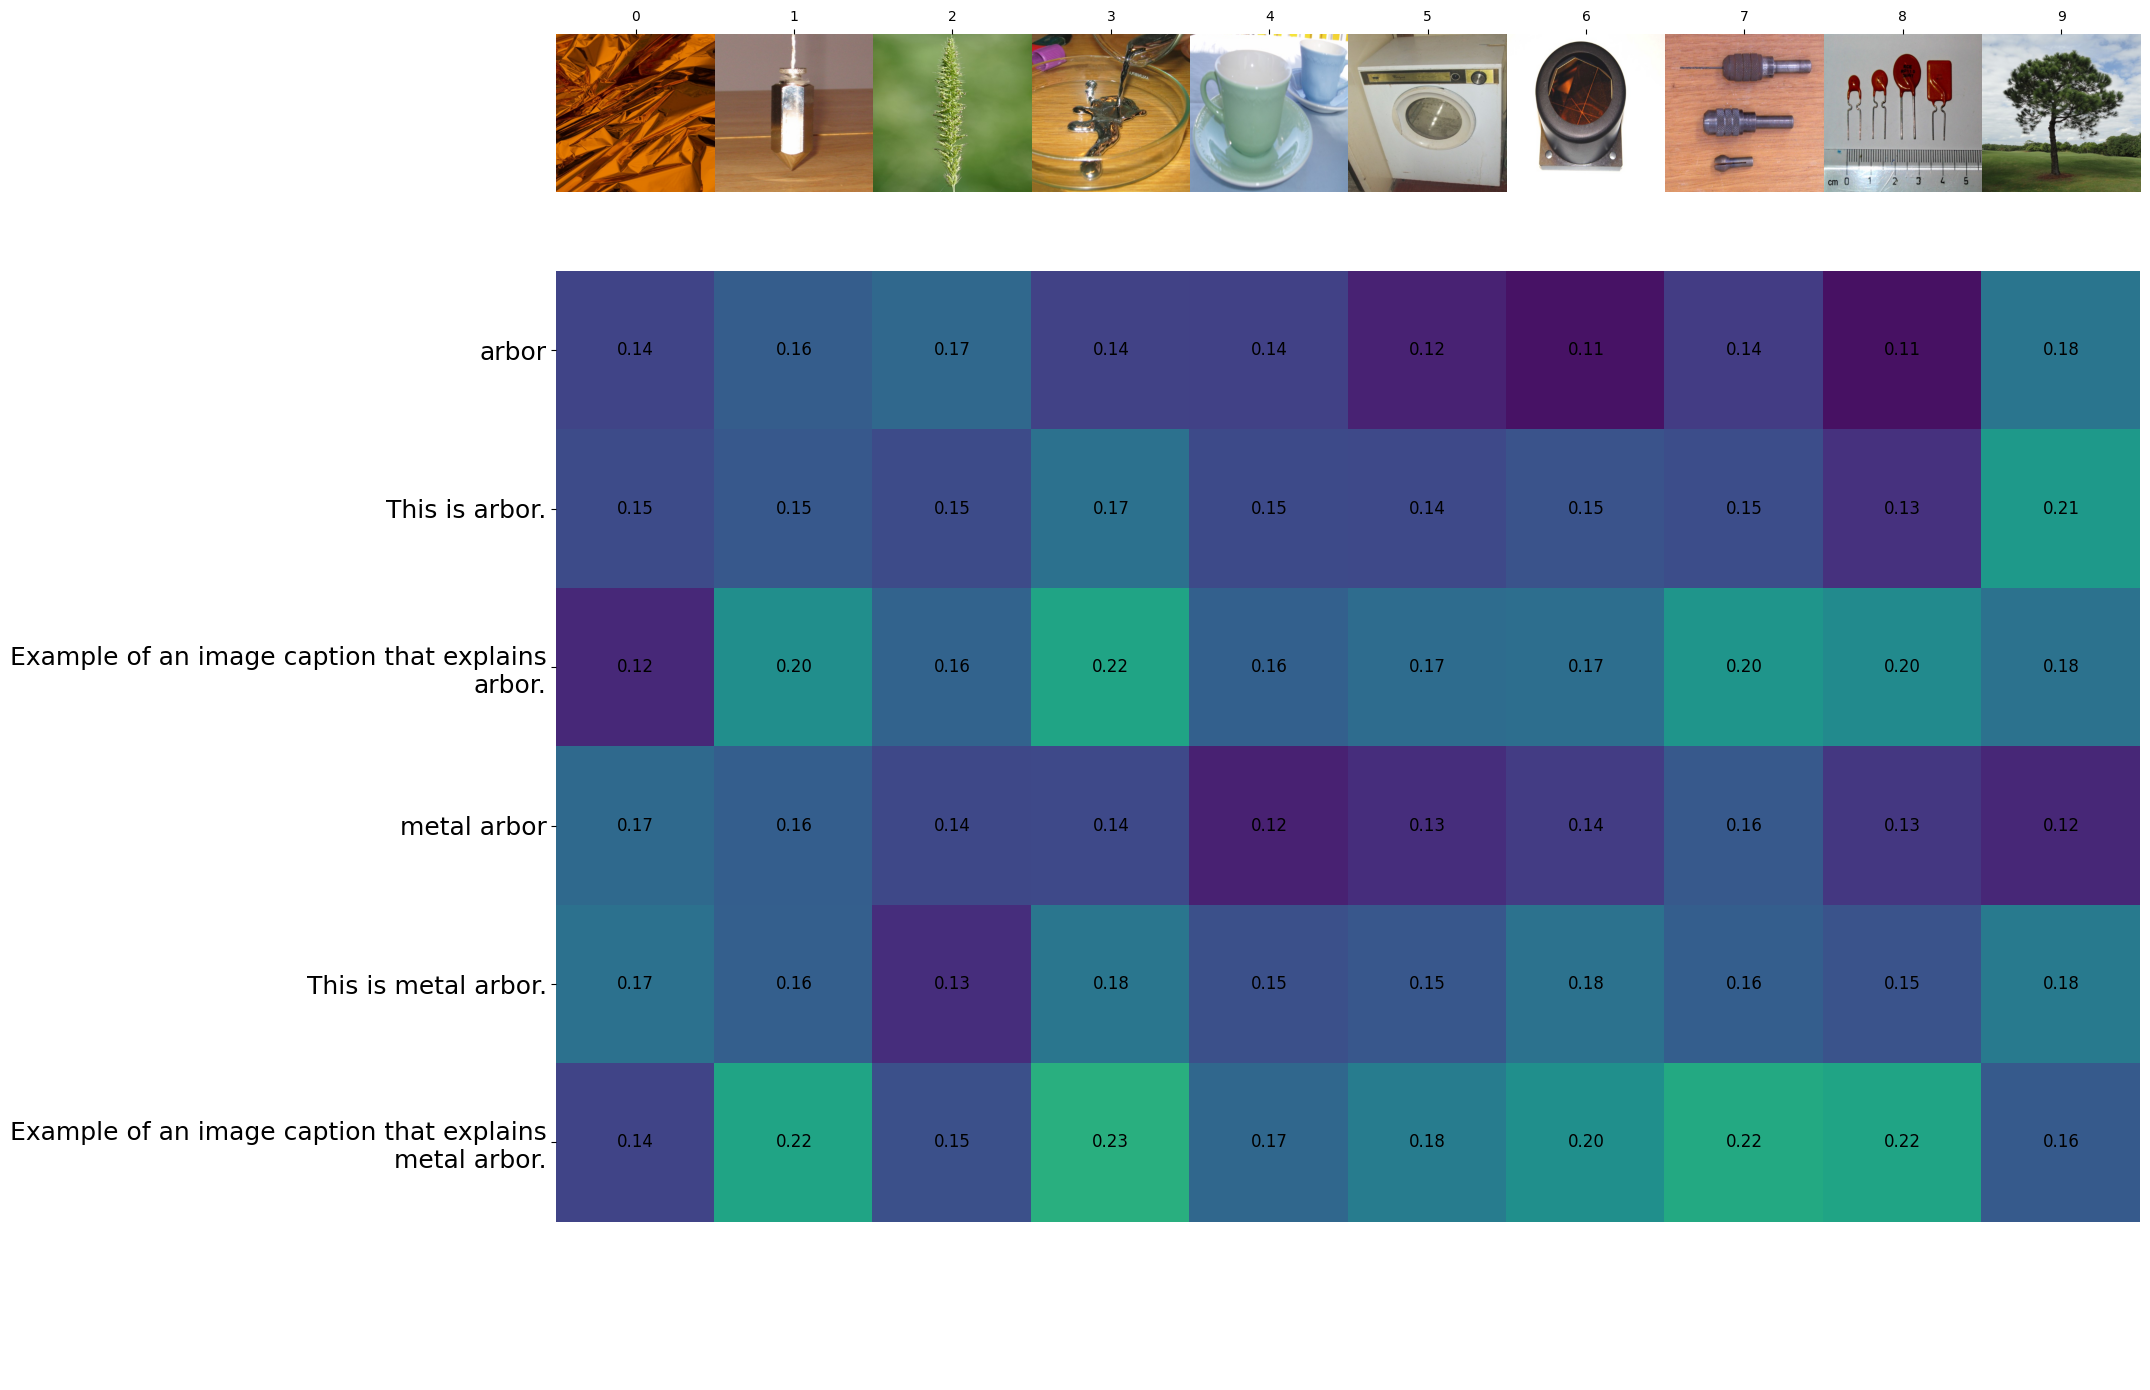 0 1 2 3 4 5 6 7 8 9
cm 0 1 2 3 4 5
arbor 0.14 0.16 0.17 0.14 0.14 0.12 0.11 0.14 0.11 0.18
This is arbor. 0.15 0.15 0.15 0.17 0.15 0.14 0.15 0.15 0.13 0.21
Example of an image caption that explains
arbor. 0.12 0.20 0.16 0.22 0.16 0.17 0.17 0.20 0.20 0.18
metal arbor 0.17 0.16 0.14 0.14 0.12 0.13 0.14 0.16 0.13 0.12
This is metal arbor. 0.17 0.16 0.13 0.18 0.15 0.15 0.18 0.16 0.15 0.18
Example of an image caption that explains
metal arbor. 0.14 0.22 0.15 0.23 0.17 0.18 0.20 0.22 0.22 0.16